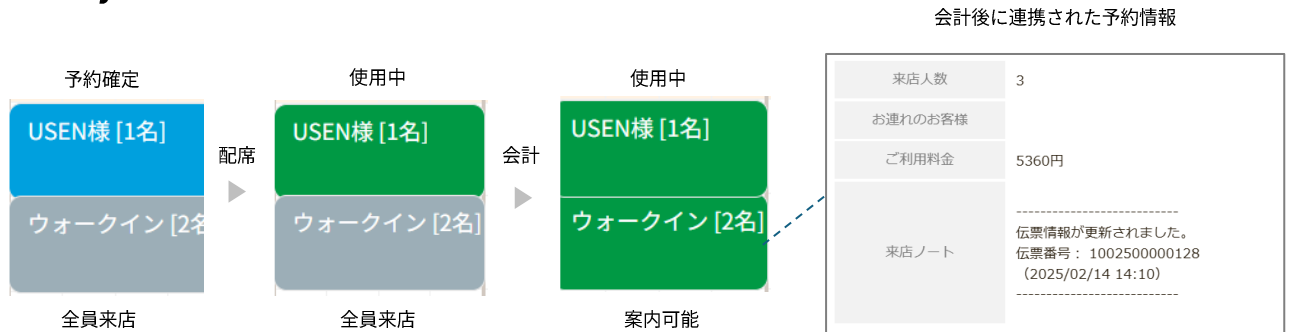 会計後に連携された予約情報
予約確定
USEN様 [1名]
ウォークイン [2名
全員来店
配席
使用中
USEN様 [1名]
ウォークイン [2名]
全員来店
会計
使用中
USEN様 [1名]
ウォークイン [2名]
案内可能
来店人数 3
お連れのお客様
ご利用料金 5360円
来店ノート
---------------------------
伝票情報が更新されました。
伝票番号： 1002500000128
（2025/02/14 14:10）
---------------------------